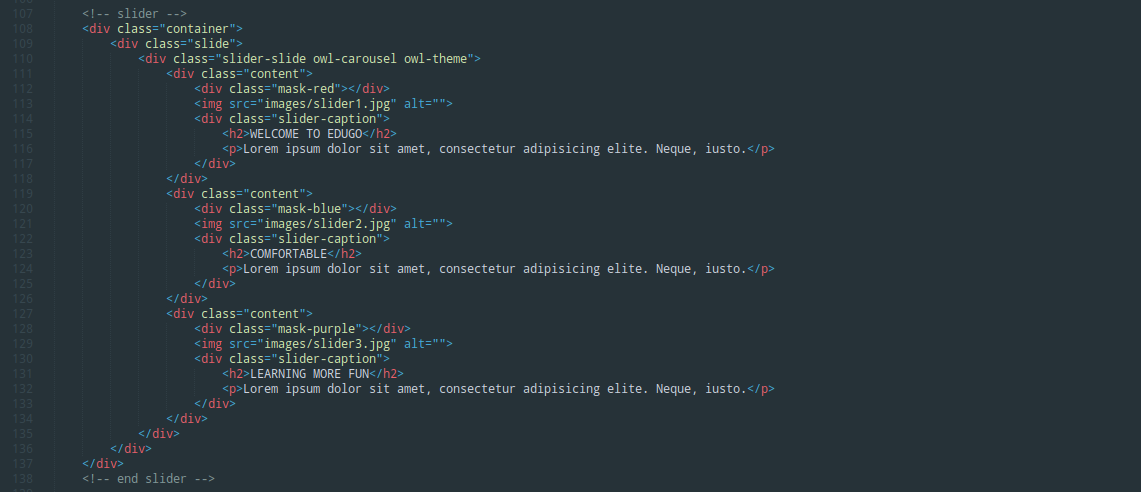 107 <!-- slider -->
108 <div class="container">
109 <div class="slide">
110 <div class="slider-slide owl-carousel owl-theme">
111 <div class="content">
112 <div class="mask-red"></div>
113 <img src="images/slider1.jpg" alt="">
114 <div class="slider-caption">
115 <h2>WELCOME TO EDUGO</h2>
116 <p>Lorem ipsum dolor sit amet, consectetur adipisicing elite. Neque, iusto.</p>
117 </div>
118 </div>
119 <div class="content">
120 <div class="mask-blue"></div>
121 <img src="images/slider2.jpg" alt="">
122 <div class="slider-caption">
123 <h2>COMFORTABLE</h2>
124 <p>Lorem ipsum dolor sit amet, consectetur adipisicing elite. Neque, iusto.</p>
125 </div>
126 </div>
127 <div class="content">
128 <div class="mask-purple"></div>
129 <img src="images/slider3.jpg" alt="">
130 <div class="slider-caption">
131 <h2>LEARNING MORE FUN</h2>
132 <p>Lorem ipsum dolor sit amet, consectetur adipisicing elite. Neque, iusto.</p>
133 </div>
134 </div>
135 </div>
136 </div>
137 </div>
138 <!-- end slider -->